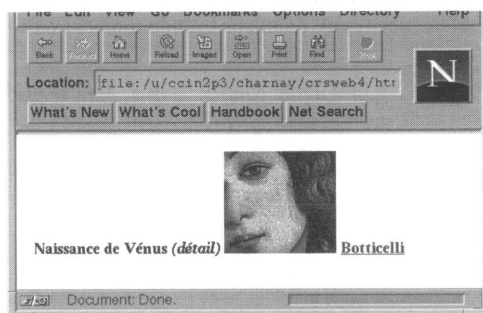 File Edit View Go Bookmarks Options Directory Help
Back Forward Home Reload Images Open Print Find Stop
Location: file:/u/ccin2p3/charnay/crsweb4/htr
N
What's New What's Cool Handbook Net Search
Naissance de Vénus (détail) Botticelli
Document: Done.